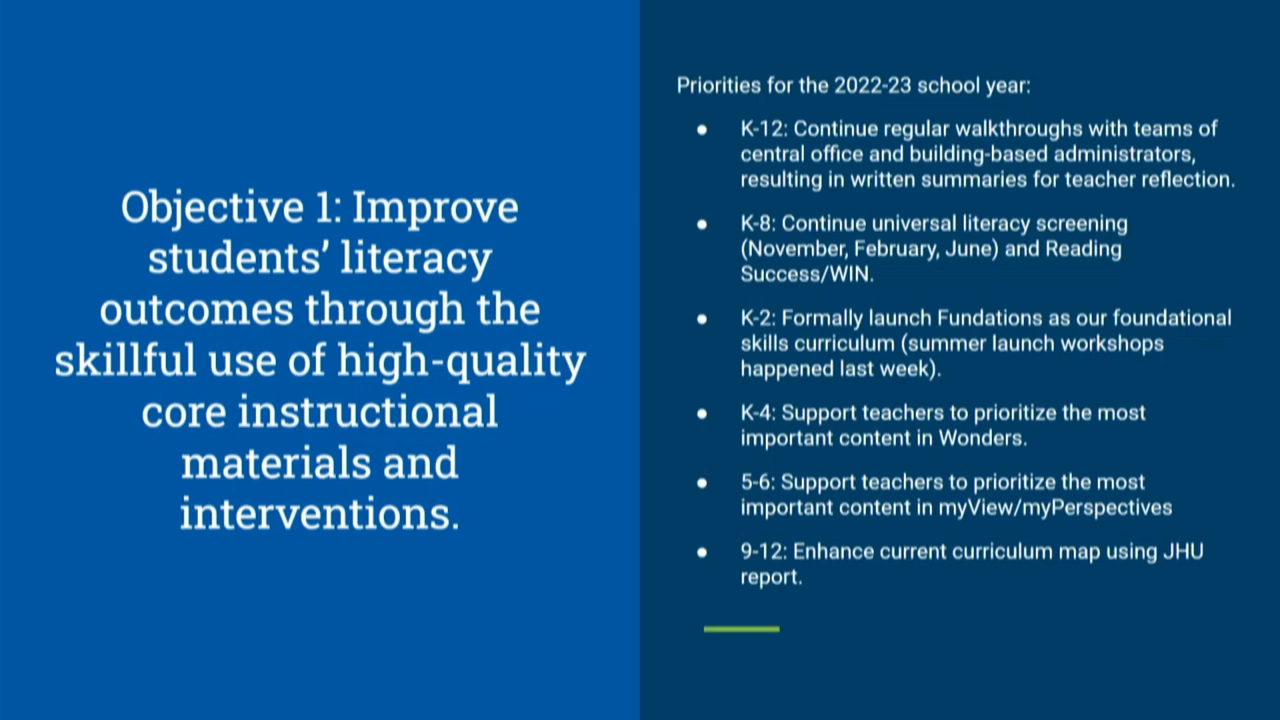 Objective 1: Improve
students’ literacy
outcomes through the
skillful use of high-quality
core instructional
materials and
interventions.
Priorities for the 2022-23 school year:
● K-12: Continue regular walkthroughs with teams of
central office and building-based administrators,
resulting in written summaries for teacher reflection.
● K-8: Continue universal literacy screening
(November, February, June) and Reading
Success/WIN.
● K-2: Formally launch Fundations as our foundational
skills curriculum (summer launch workshops
happened last week).
● K-4: Support teachers to prioritize the most
important content in Wonders.
● 5-6: Support teachers to prioritize the most
important content in myView/myPerspectives
● 9-12: Enhance current curriculum map using JHU
report.